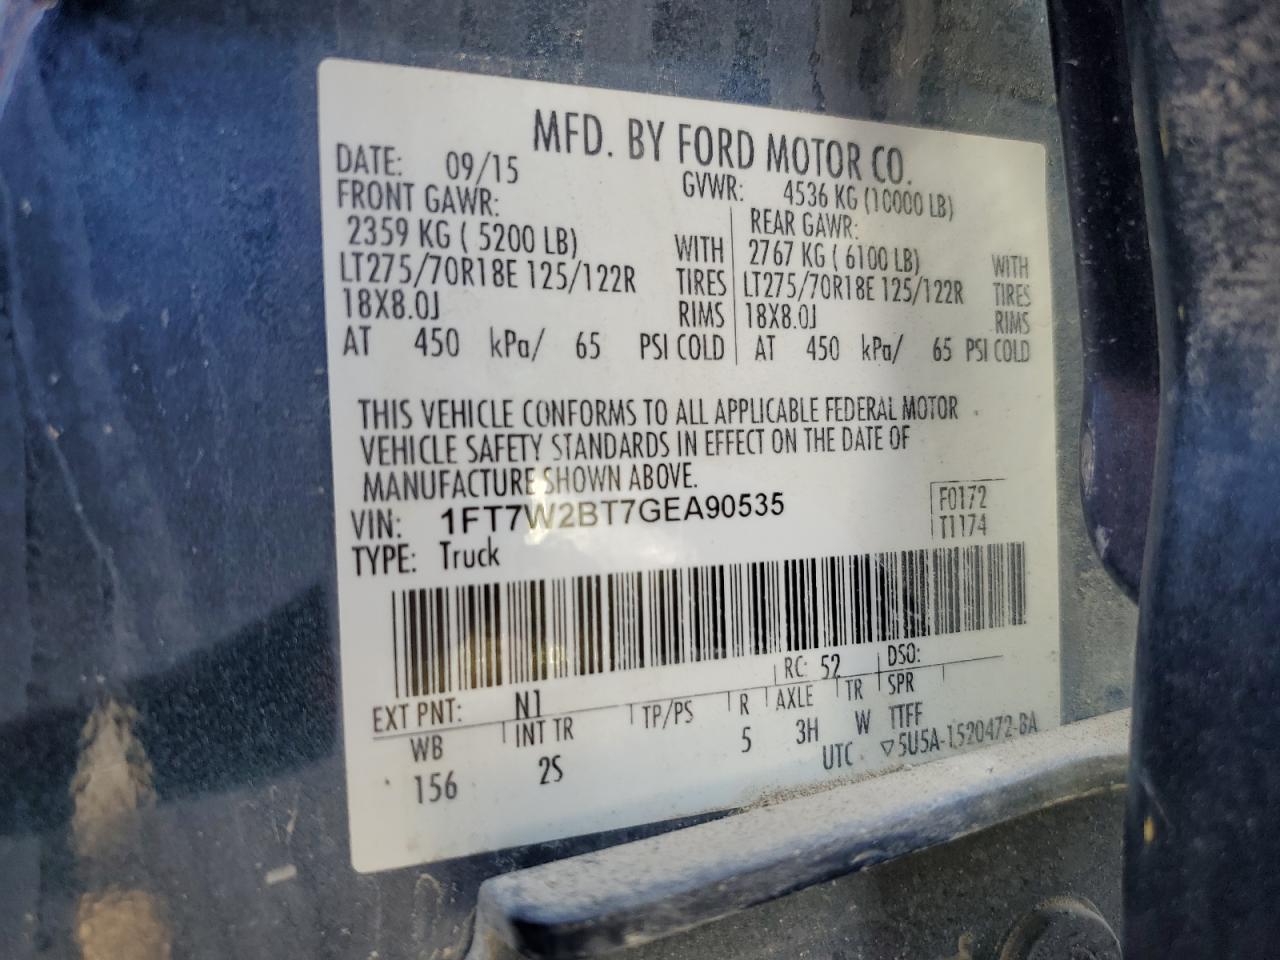 MFD. BY FORD MOTOR CO.
DATE: 09/15 GVWR: 4536 KG (10000 LB)
FRONT GAWR: REAR GAWR:
2359 KG ( 5200 LB) WITH 2767 KG ( 6100 LB) WITH
LT275/70R18E 125/122R TIRES LT275/70R18E 125/122R TIRES
18X8.0J RIMS 18X8.0J RIMS
AT 450 kPa/ 65 PSI COLD AT 450 kPa/ 65 PSI COLD
THIS VEHICLE CONFORMS TO ALL APPLICABLE FEDERAL MOTOR
VEHICLE SAFETY STANDARDS IN EFFECT ON THE DATE OF
MANUFACTURE SHOWN ABOVE.
VIN: 1FT7W2BT7GEA90535 F0172
TYPE: Truck T1174
EXT PNT: N1 RC: 52 DSO:
WB INT TR TP/PS R AXLE TR SPR
156 2S 5 3H W TTFF
UTC ▽5U5A-1520472-BA